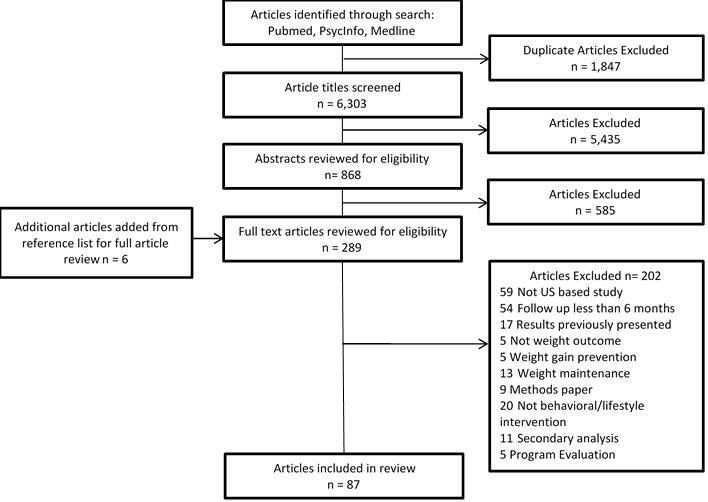 Articles identified through search:
Pubmed, PsycInfo, Medline
Duplicate Articles Excluded
n = 1,847
Article titles screened
n = 6,303
Articles Excluded
n = 5,435
Abstracts reviewed for eligibility
n= 868
Articles Excluded
n = 585
Additional articles added from
reference list for full article
review n = 6
Full text articles reviewed for eligibility
n = 289
Articles Excluded n= 202
59 Not US based study
54 Follow up less than 6 months
17 Results previously presented
5 Not weight outcome
5 Weight gain prevention
13 Weight maintenance
9 Methods paper
20 Not behavioral/lifestyle
intervention
11 Secondary analysis
5 Program Evaluation
Articles included in review
n = 87